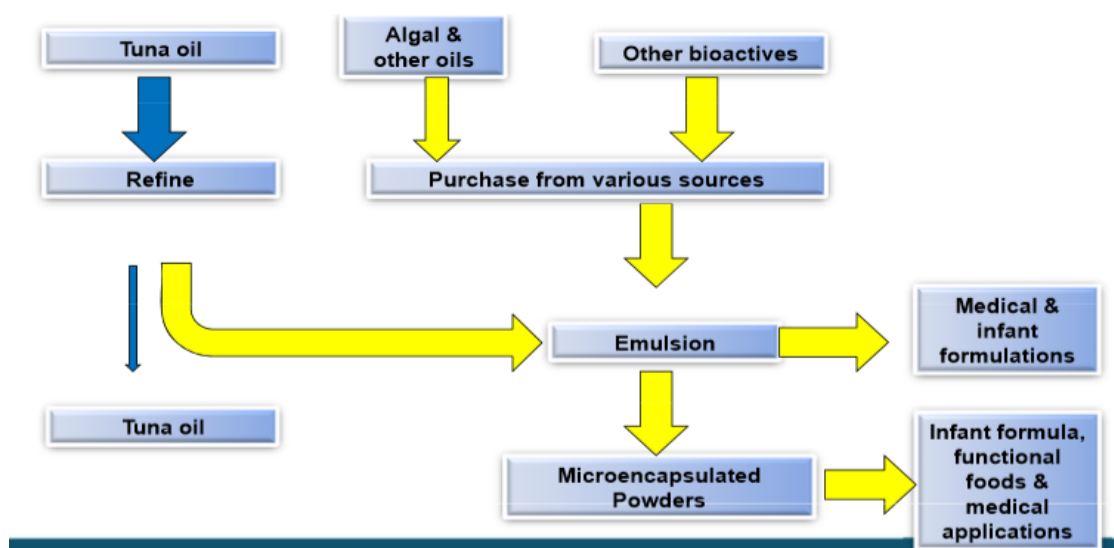 Tuna oil
Algal &
other oils
Other bioactives
Refine
Purchase from various sources
Emulsion
Medical &
infant
formulations
Tuna oil
Microencapsulated
Powders
Infant formula,
functional
foods &
medical
applications